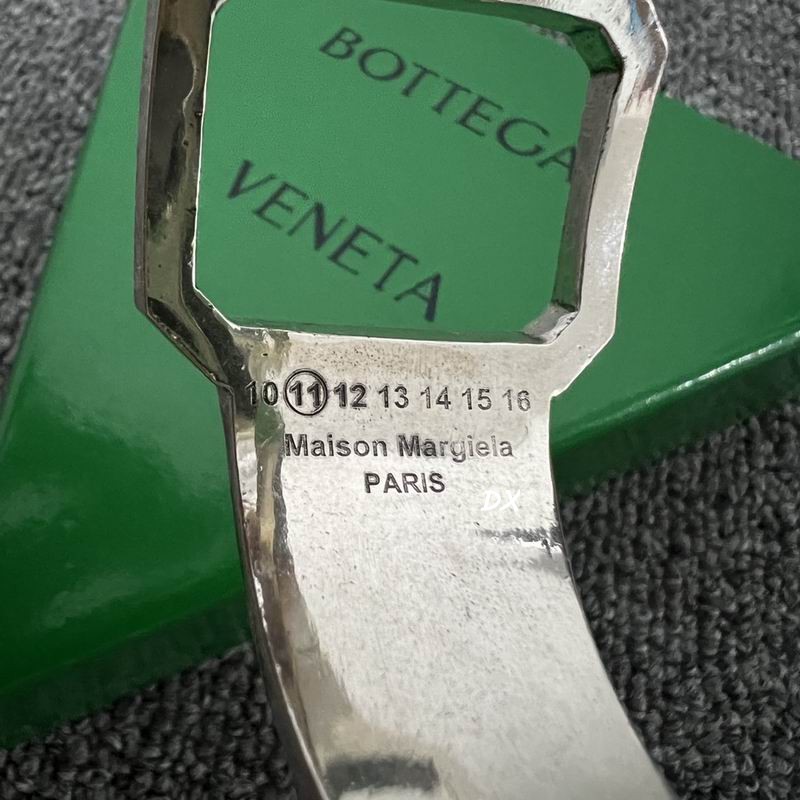 BOTTEGA
VENETA
10 11 12 13 14 15 16
Maison Margiela
PARIS
DX